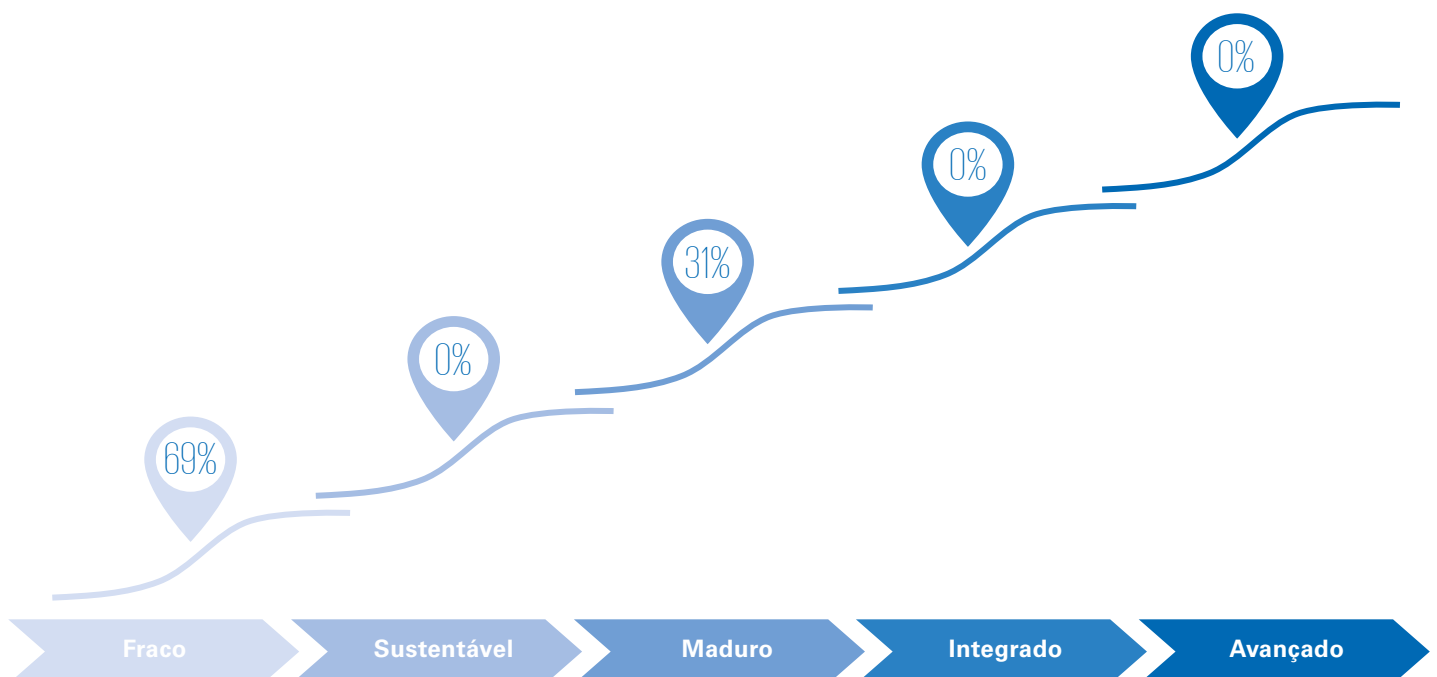 0%
0%
31%
0%
69%
Fraco
Sustentável
Maduro
Integrado
Avançado